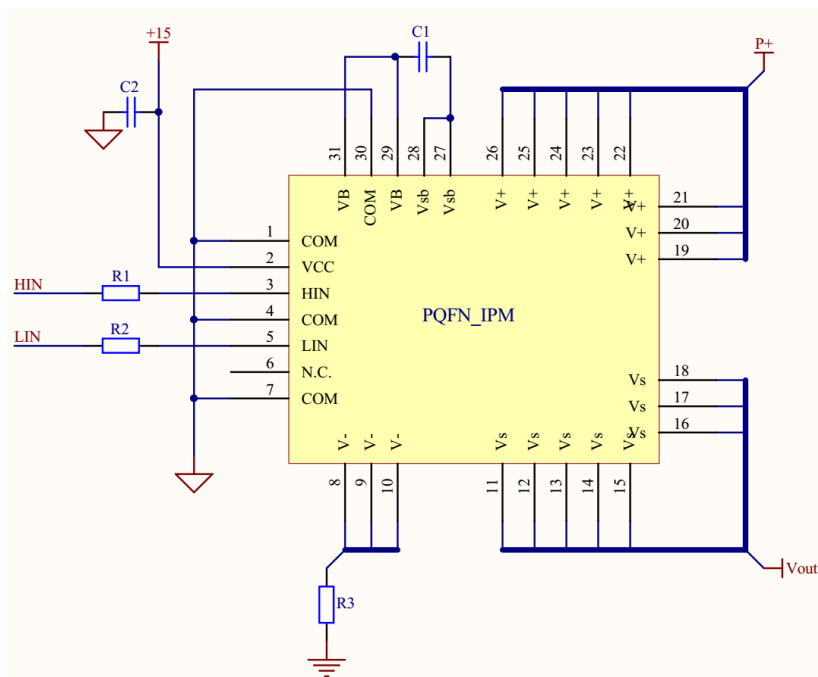 C1
+15
P+
C2
31 30 29 28 27 26 25 24 23 22
VB COM VB Vsb Vsb V+ V+ V+ V+ V+
V+ 21
V+ 20
V+ 19
1 COM
2 VCC
HIN R1 3 HIN
PQFN_IPM
4 COM
LIN R2 5 LIN
6 N.C.
7 COM
Vs 18
Vs 17
Vs 16
V- V- V- Vs Vs Vs Vs Vs
8 9 10 11 12 13 14 15
Vout
R3